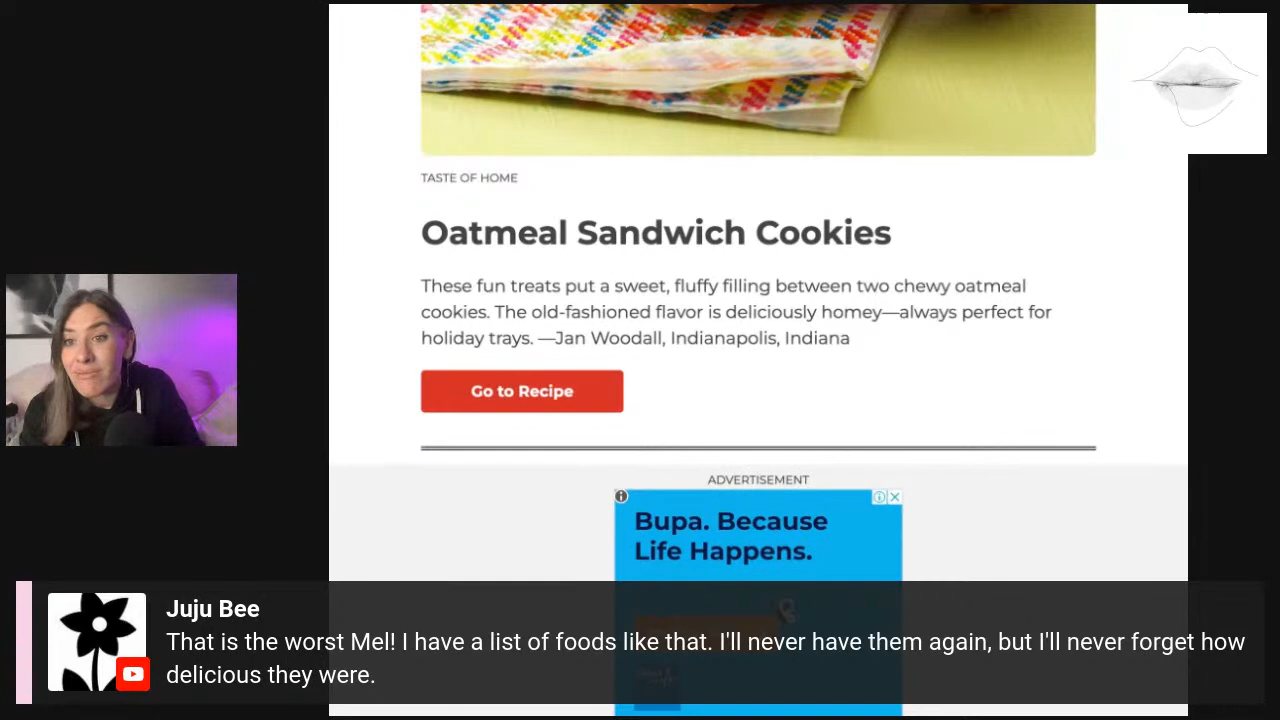 TASTE OF HOME
Oatmeal Sandwich Cookies
These fun treats put a sweet, fluffy filling between two chewy oatmeal
cookies. The old-fashioned flavor is deliciously homey—always perfect for
holiday trays. —Jan Woodall, Indianapolis, Indiana
Go to Recipe
ADVERTISEMENT
Bupa. Because
Life Happens.
Juju Bee
That is the worst Mel! I have a list of foods like that. I'll never have them again, but I'll never forget how
delicious they were.